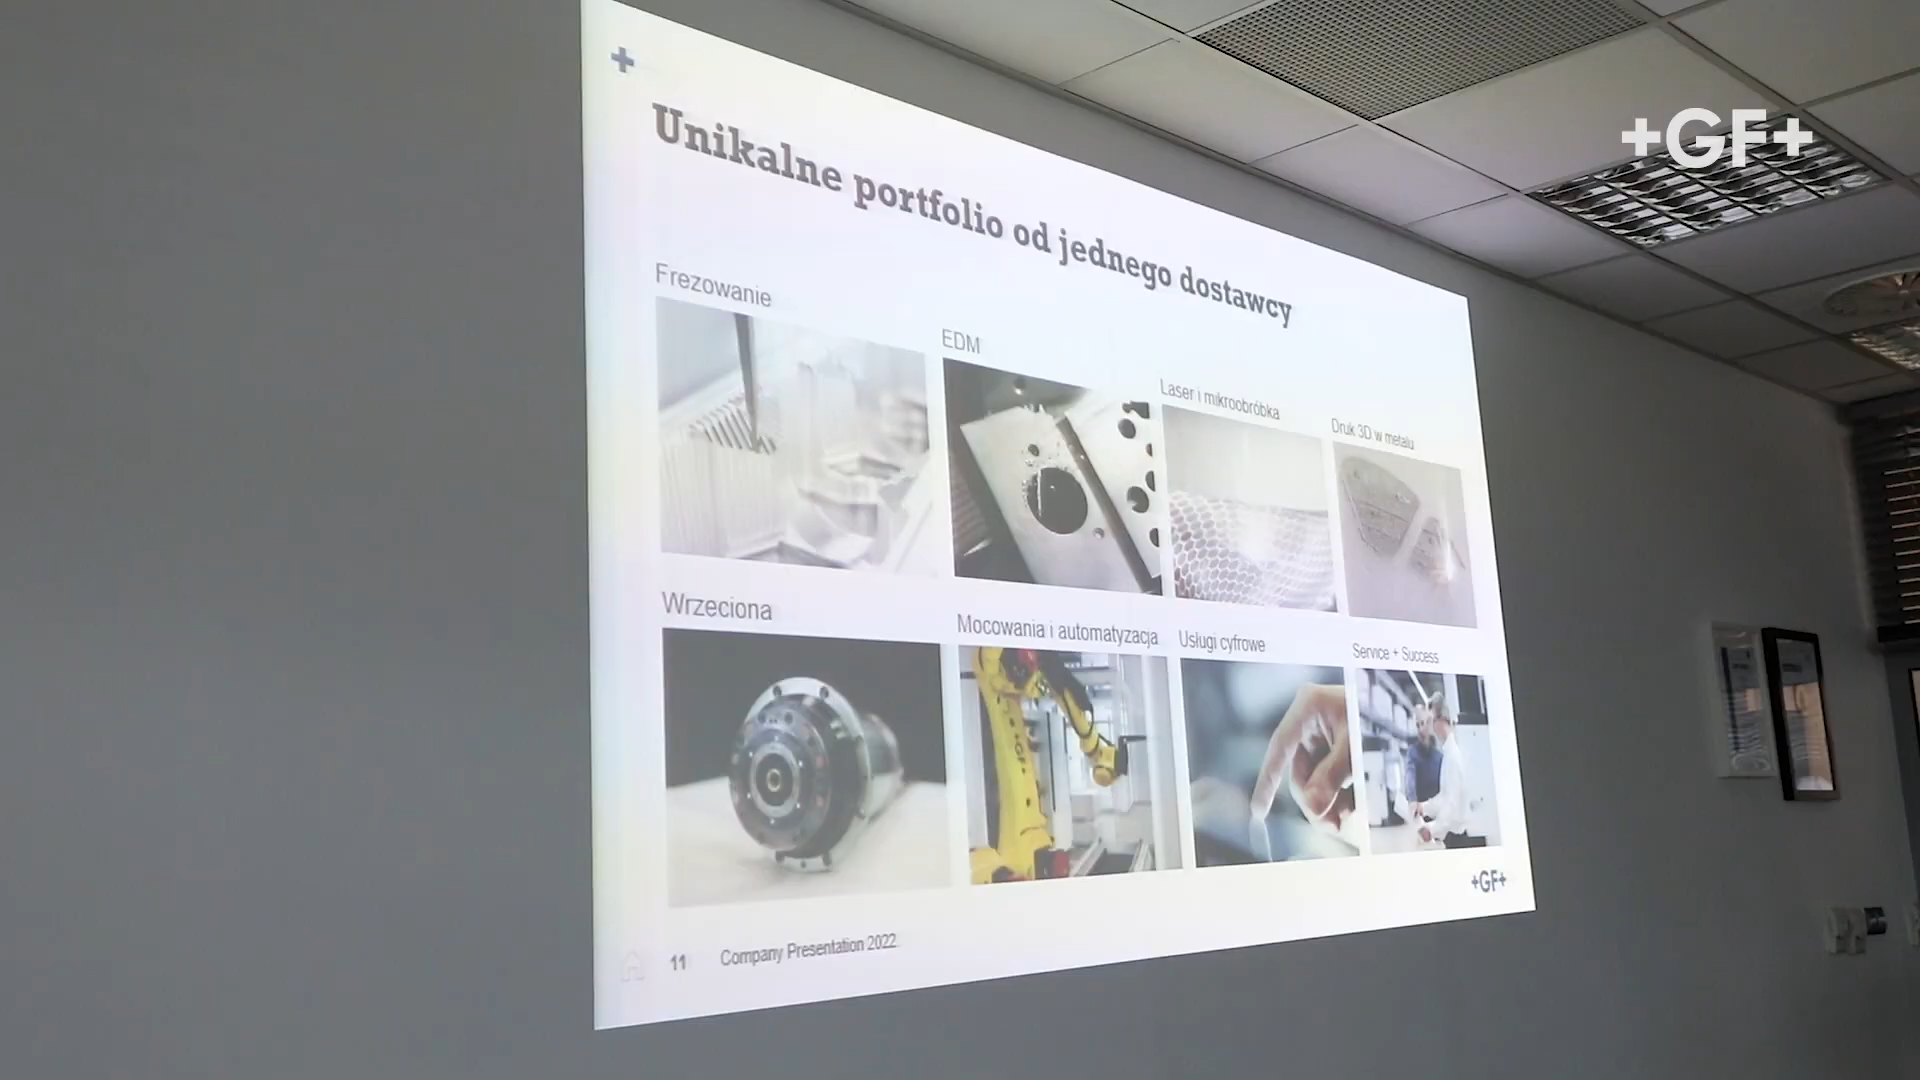 +GF+
Unikalne portfolio od jednego dostawcy
Frezowanie
EDM
Laser i mikroobróbka
Druk 3D w metalu
Wrzeciona
Mocowania i automatyzacja
Usługi cyfrowe
Service + Success
+GF+
+GF+
11 Company Presentation 2022